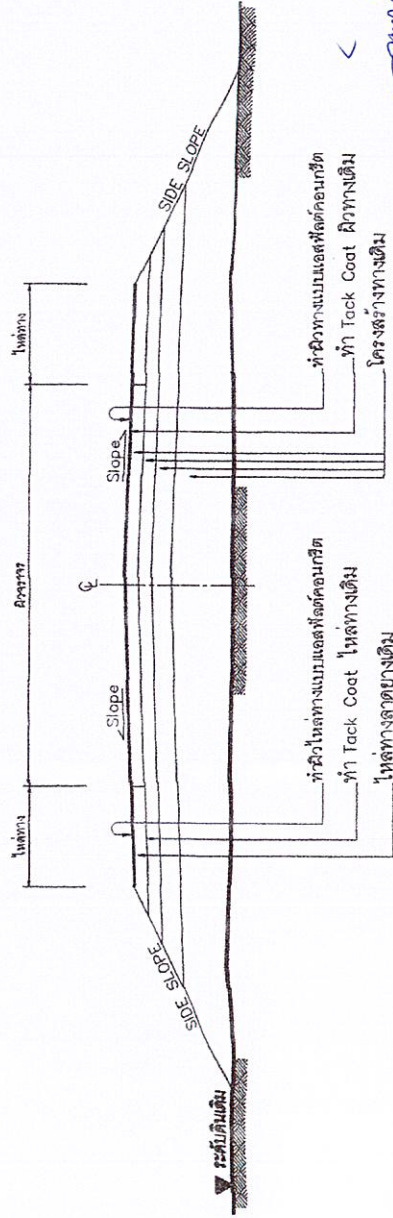 ไหล่ทาง
ผิวจราจร
ไหล่ทาง
℄
Slope
Slope
SIDE SLOPE
SIDE SLOPE
ระดับดินเดิม
ทำผิวไหล่ทางแบบแอสฟัลต์คอนกรีต
ทำ Tack Coat ไหล่ทางเดิม
ไหล่ทางลาดยางเดิม
ทำผิวทางแบบแอสฟัลต์คอนกรีต
ทำ Tack Coat ผิวทางเดิม
โครงสร้างทางเดิม